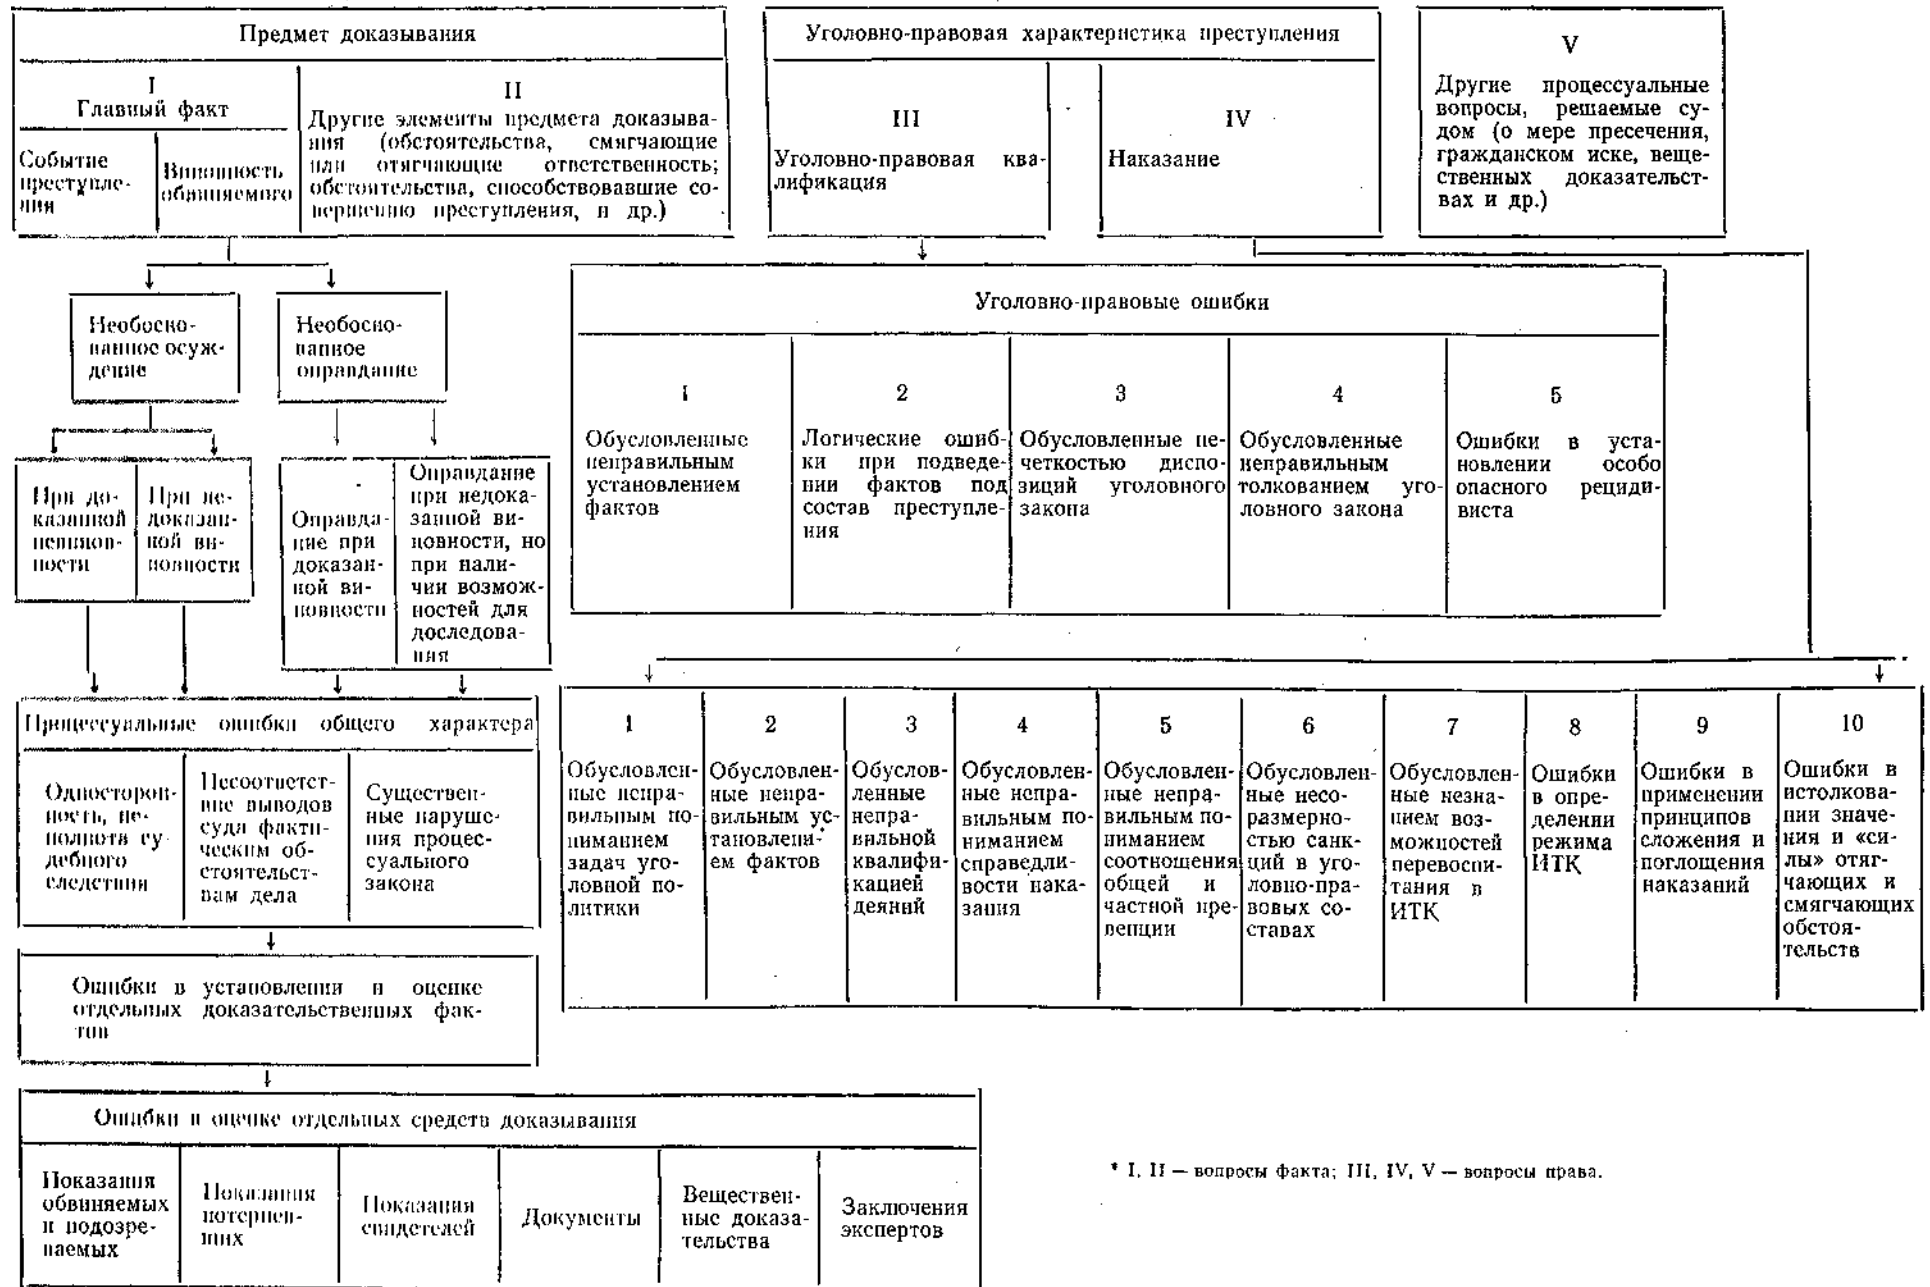 Предмет доказывания
I
Главный факт
Событие
преступле-
ния
Виновность
обвиняемого
II
Другие элементы предмета доказыва-
ния (обстоятельства, смягчающие
или отягчающие ответственность;
обстоятельства, способствовавшие со-
вершению преступления, и др.)
Уголовно-правовая характеристика преступления
III
Уголовно-правовая ква-
лификация
IV
Наказание
V
Другие процессуальные
вопросы, решаемые су-
дом (о мере пресечения,
гражданском иске, веще-
ственных доказательст-
вах и др.)
Необосно-
ванное осуж-
дение
Необосно-
ванное
оправдание
При до-
казанной
невинов-
ности
При не-
доказан-
ной ви-
новности
Оправда-
ние при
доказан-
ной ви-
новности
Оправдание
при недока-
занной ви-
новности, но
при нали-
чии возмож-
ностей для
доследова-
ния
Уголовно-правовые ошибки
1
Обусловленные
неправильным
установлением
фактов
2
Логические ошиб-
ки при подведе-
нии фактов под
состав преступле-
ния
3
Обусловленные не-
четкостью диспо-
зиций уголовного
закона
4
Обусловленные
неправильным
толкованием уго-
ловного закона
5
Ошибки в уста-
новлении особо
опасного рециди-
виста
Процессуальные ошибки общего характера
Односторон-
ность, не-
полнота су-
дебного
следствия
Несоответст-
вие выводов
суда факти-
ческим об-
стоятельст-
вам дела
Существен-
ные наруше-
ния процес-
суального
закона
1
Обусловлен-
ные непра-
вильным по-
ниманием
задач уго-
ловной по-
литики
2
Обусловлен-
ные непра-
вильным ус-
тановлени-
ем фактов
3
Обуслов-
ленные
непра-
вильной
квалифи-
кацией
деяний
4
Обусловлен-
ные непра-
вильным по-
ниманием
справедли-
вости нака-
зания
5
Обусловлен-
ные непра-
вильным по-
ниманием
соотношения
общей и
частной пре-
венции
6
Обусловлен-
ные несо-
размерно-
стью санк-
ций в уго-
ловно-пра-
вовых со-
ставах
7
Обусловлен-
ные незна-
нием воз-
можностей
перевоспи-
тания в
ИТК
8
Ошибки
в опре-
делении
режима
ИТК
9
Ошибки в
применении
принципов
сложения и
поглощения
наказаний
10
Ошибки в
истолкова-
нии значе-
ния и «си-
лы» отяг-
чающих и
смягчающих
обстоя-
тельств
Ошибки в установлении и оценке
отдельных доказательственных фак-
тов
Ошибки в оценке отдельных средств доказывания
Показания
обвиняемых
и подозре-
ваемых
Показания
потерпев-
ших
Показания
свидетелей
Документы
Веществен-
ные доказа-
тельства
Заключения
экспертов
* I, II — вопросы факта; III, IV, V — вопросы права.